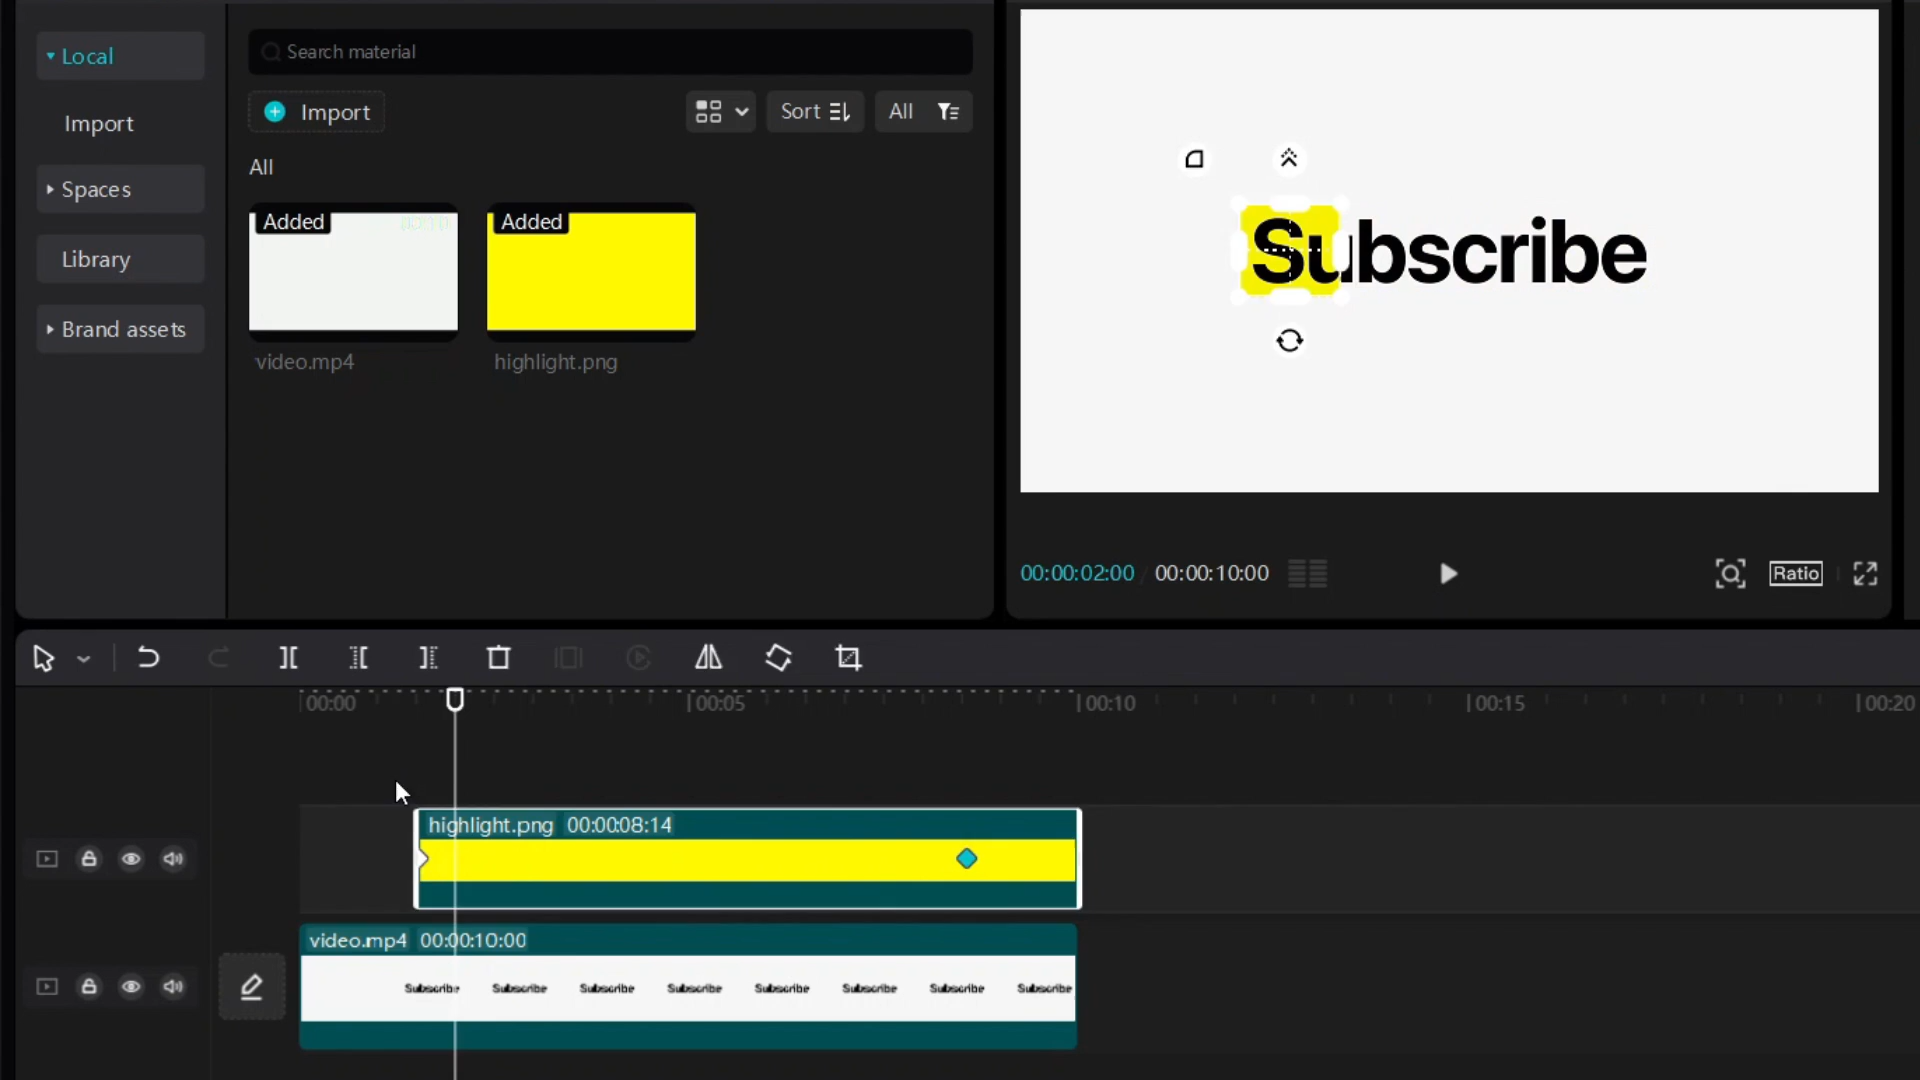 Local
Import
Spaces
Library
Brand assets
Search material
Import
Sort
All
All
Added
video.mp4
Added
highlight.png
Subscribe
00:00:02:00
00:00:10:00
Ratio
00:00
00:05
00:10
00:15
00:20
highlight.png 00:00:08:14
video.mp4 00:00:10:00
Subscribe Subscribe Subscribe Subscribe Subscribe Subscribe Subscribe Subscribe